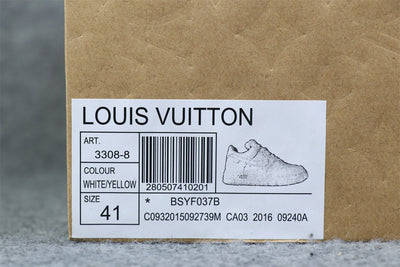 LOUIS VUITTON
ART.
3308-8
COLOUR
WHITE/YELLOW
280507410201
SIZE
41
* BSYF037B
C0932015092739M CA03 2016 09240A